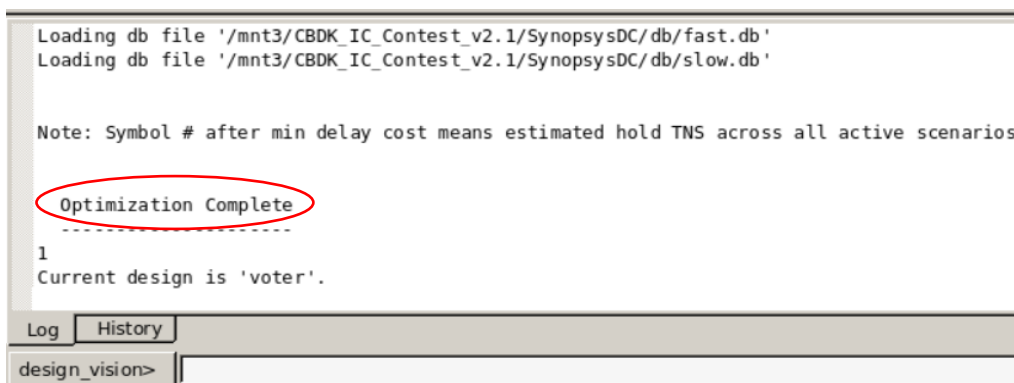 Loading db file '/mnt3/CBDK_IC_Contest_v2.1/SynopsysDC/db/fast.db'
Loading db file '/mnt3/CBDK_IC_Contest_v2.1/SynopsysDC/db/slow.db'
Note: Symbol # after min delay cost means estimated hold TNS across all active scenarios
Optimization Complete
---------------------
1
Current design is 'voter'.
Log History
design_vision>